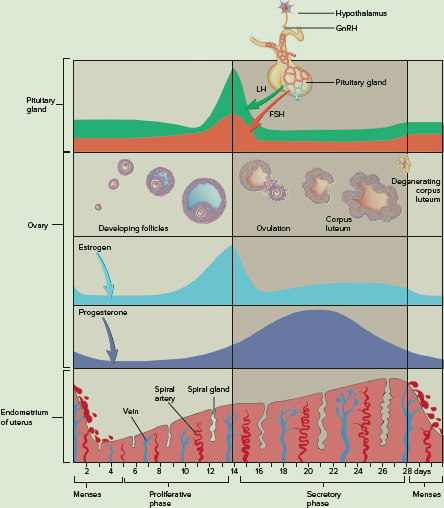 Hypothalamus
GnRH
Pituitary gland
LH
FSH
Pituitary
gland
Degenerating
corpus
luteum
Ovary
Developing follicles
Ovulation
Corpus
luteum
Estrogen
Progesterone
Endometrium
of uterus
Vein
Spiral
artery
Spiral gland
2 4 6 8 10 12 14 16 18 20 22 24 26 28 days
Menses
Proliferative
phase
Secretory
phase
Menses